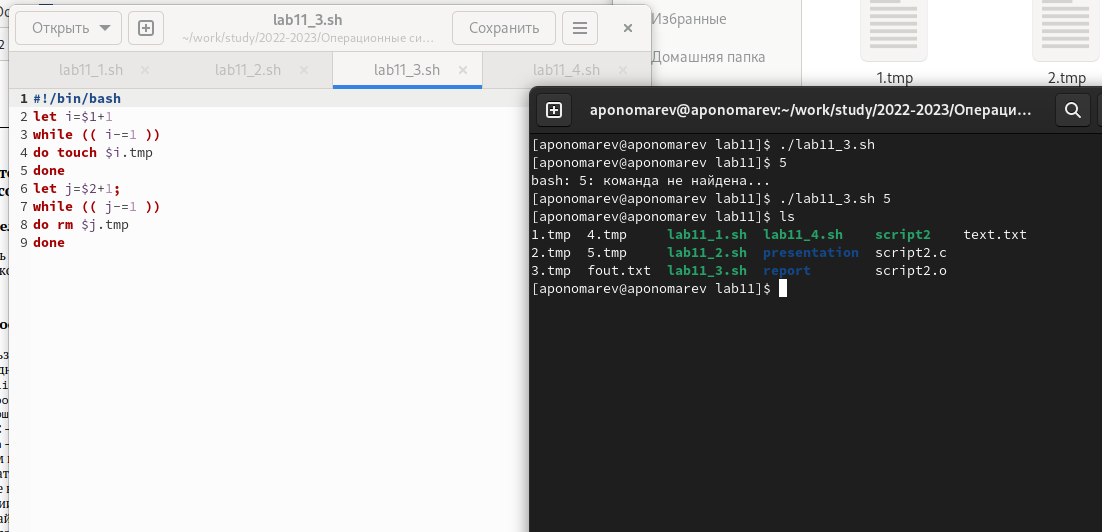 Открыть
lab11_3.sh
~/work/study/2022-2023/Операционные си...
Сохранить
lab11_1.sh
lab11_2.sh
lab11_3.sh
lab11_4.sh
1 #!/bin/bash
2 let i=$1+1
3 while (( i-=1 ))
4 do touch $i.tmp
5 done
6 let j=$2+1;
7 while (( j-=1 ))
8 do rm $j.tmp
9 done
Избранные
Домашняя папка
1.tmp
2.tmp
aponomarev@aponomarev:~/work/study/2022-2023/Операци...
[aponomarev@aponomarev lab11]$ ./lab11_3.sh
[aponomarev@aponomarev lab11]$ 5
bash: 5: команда не найдена...
[aponomarev@aponomarev lab11]$ ./lab11_3.sh 5
[aponomarev@aponomarev lab11]$ ls
1.tmp 4.tmp lab11_1.sh lab11_4.sh script2 text.txt
2.tmp 5.tmp lab11_2.sh presentation script2.c
3.tmp fout.txt lab11_3.sh report script2.o
[aponomarev@aponomarev lab11]$